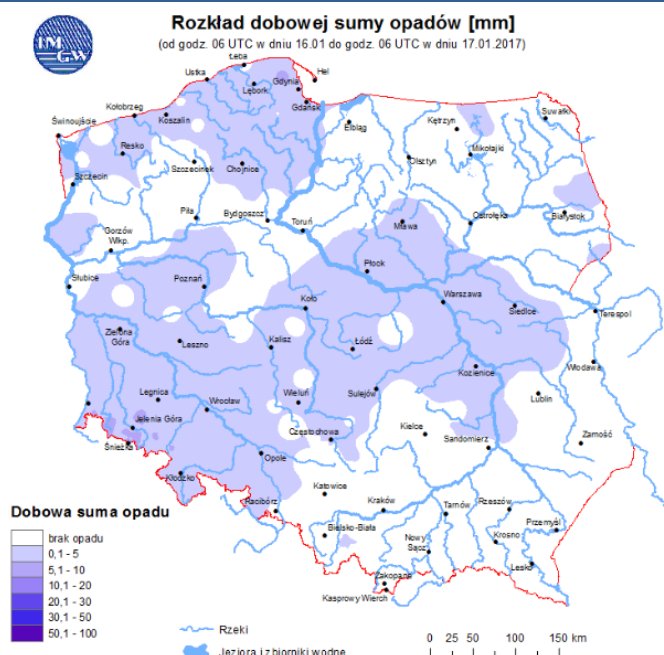 IM
GW
Rozkład dobowej sumy opadów [mm]
(od godz. 06 UTC w dniu 16.01 do godz. 06 UTC w dniu 17.01.2017)
Łeba
Hel
Ustka
Gdynia
Lębork
Gdańsk
Kołobrzeg
Koszalin
Świnoujście
Elbląg
Kętrzyn
Suwałki
Resko
Szczecinek
Chojnice
Olsztyn
Mikołajki
Szczecin
Piła
Bydgoszcz
Toruń
Mława
Ostrołęka
Białystok
Gorzów
Wlkp.
Płock
Słubice
Poznań
Koło
Warszawa
Siedlce
Terespol
Zielona
Góra
Leszno
Kalisz
Łódź
Kozienice
Włodawa
Legnica
Wrocław
Wieluń
Sulejów
Lublin
Jelenia Góra
Częstochowa
Kielce
Sandomierz
Zamość
Śnieżka
Opole
Kłodzko
Katowice
Racibórz
Kraków
Tarnów
Rzeszów
Przemyśl
Bielsko-Biała
Nowy
Sącz
Krosno
Lesko
Zakopane
Kasprowy Wierch
Dobowa suma opadu
brak opadu
0,1 - 5
5,1 - 10
10,1 - 20
20,1 - 30
30,1 - 50
50,1 - 100
Rzeki
Jeziora i zbiorniki wodne
0 25 50 100 150 km